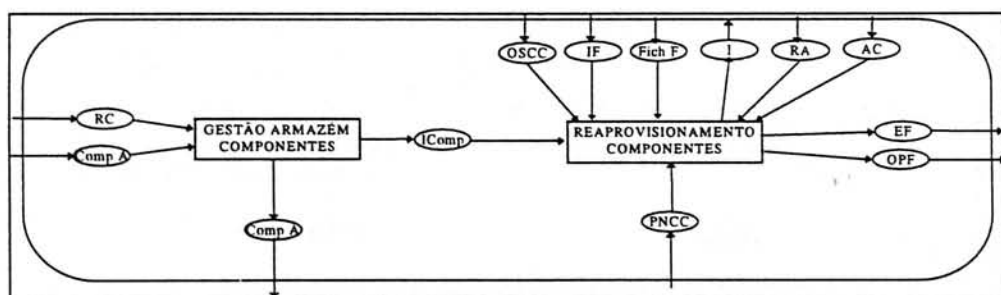 OSCC
IF
Fich F
I
RA
AC
RC
Comp A
GESTÃO ARMAZÉM
COMPONENTES
IComp
REAPROVISIONAMENTO
COMPONENTES
EF
OPF
Comp A
PNCC